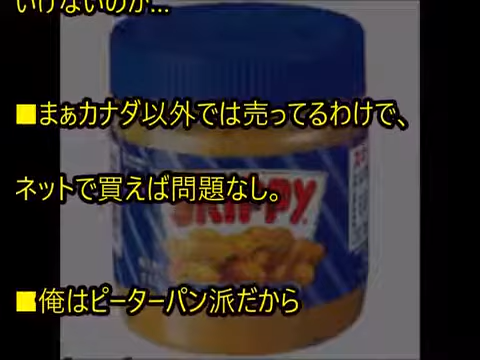 いけないのか...
■まぁカナダ以外では売ってるわけで、
ネットで買えば問題なし。
SKIPPY
■俺はピーターパン派だから